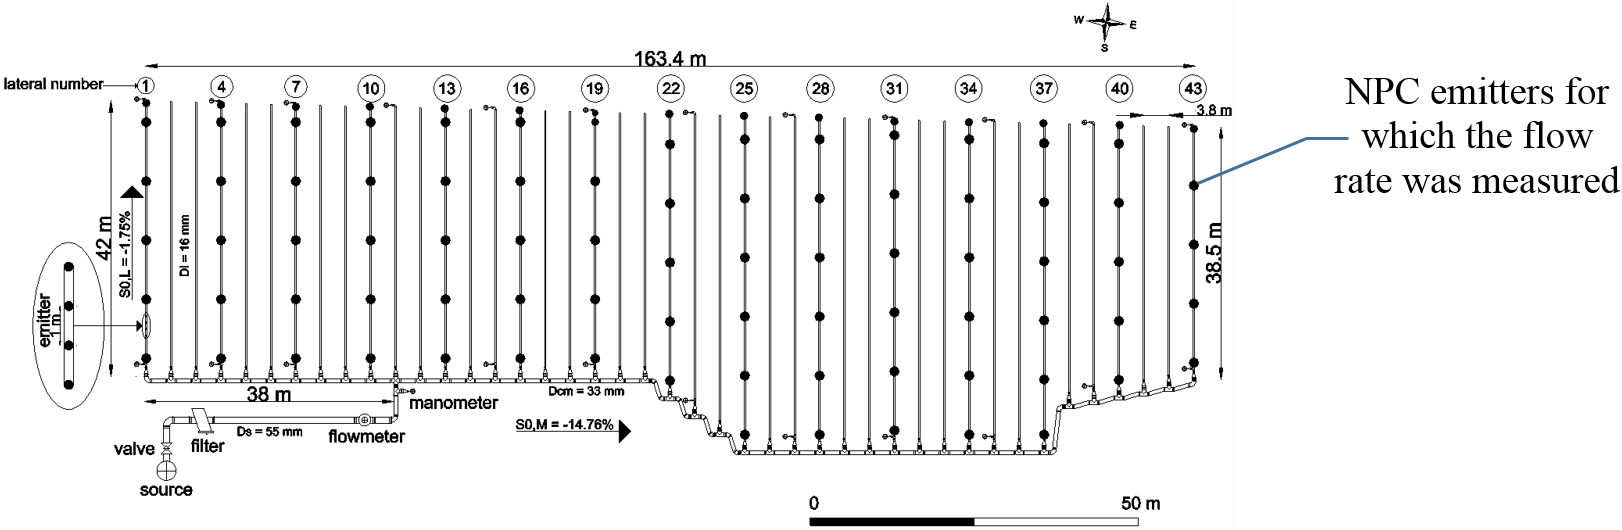 W E
S
163.4 m
lateral number
1 4 7 10 13 16 19 22 25 28 31 34 37 40 43
NPC emitters for
which the flow
rate was measured
3.8 m
42 m
S0,L = -1.75%
Dl = 16 mm
38.5 m
emitter
1 m
38 m
manometer
Dcm = 33 mm
S0,M = -14.76%
Ds = 55 mm
flowmeter
valve
filter
source
0 50 m